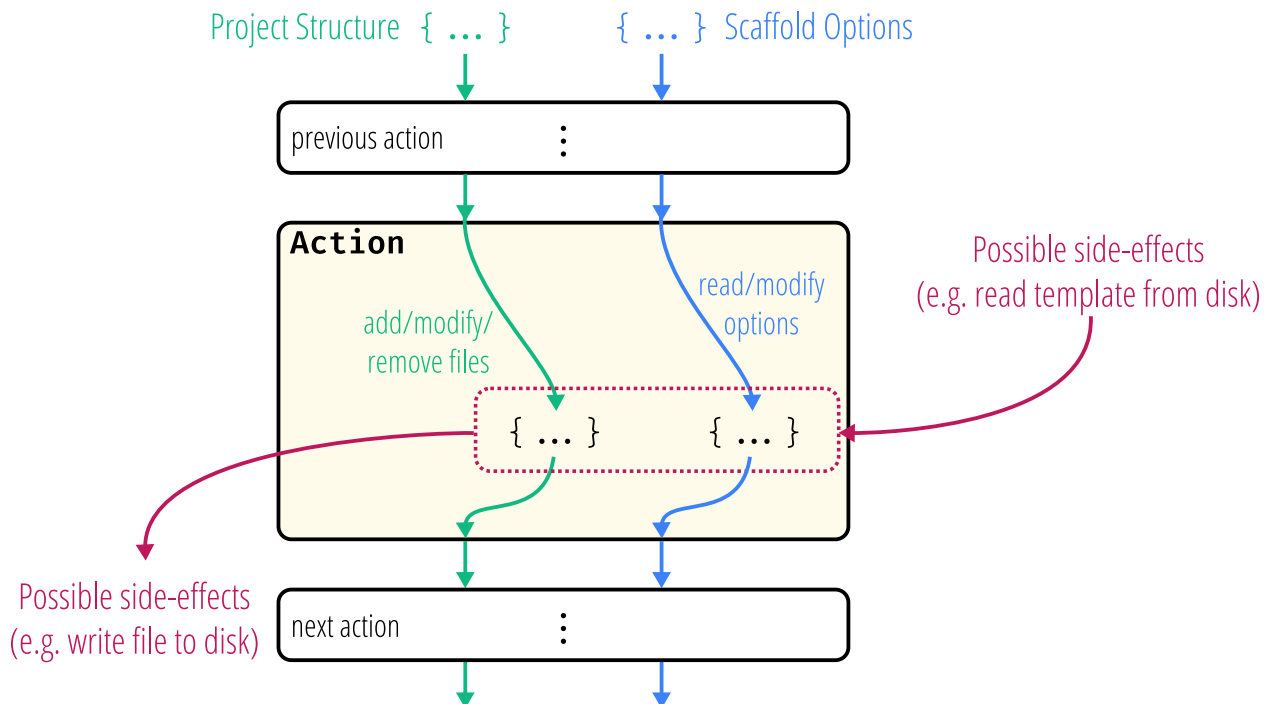 Project Structure { ... }
{ ... } Scaffold Options
previous action
⋮
Action
read/modify
options
add/modify/
remove files
Possible side-effects
(e.g. read template from disk)
{ ... }
{ ... }
Possible side-effects
(e.g. write file to disk)
next action
⋮